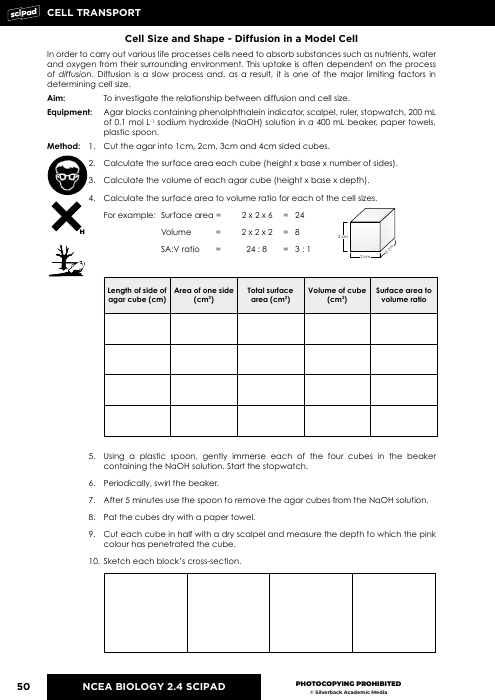 scipad CELL TRANSPORT
Cell Size and Shape - Diffusion in a Model Cell
In order to carry out various life processes cells need to absorb substances such as nutrients, water
and oxygen from their surrounding environment. This uptake is often dependent on the process
of diffusion. Diffusion is a slow process and, as a result, it is one of the major limiting factors in
determining cell size.
Aim: To investigate the relationship between diffusion and cell size.
Equipment: Agar blocks containing phenolphthalein indicator, scalpel, ruler, stopwatch, 200 mL
of 0.1 mol L⁻¹ sodium hydroxide (NaOH) solution in a 400 mL beaker, paper towels,
plastic spoon.
Method: 1. Cut the agar into 1cm, 2cm, 3cm and 4cm sided cubes.
2. Calculate the surface area each cube (height x base x number of sides).
3. Calculate the volume of each agar cube (height x base x depth).
4. Calculate the surface area to volume ratio for each of the cell sizes.
For example: Surface area = 2 x 2 x 6 = 24
Volume = 2 x 2 x 2 = 8
SA:V ratio = 24 : 8 = 3 : 1
2 cm
2 cm
2 cm
H
Length of side of agar cube (cm)
Area of one side (cm²)
Total surface area (cm²)
Volume of cube (cm³)
Surface area to volume ratio
5. Using a plastic spoon, gently immerse each of the four cubes in the beaker
containing the NaOH solution. Start the stopwatch.
6. Periodically, swirl the beaker.
7. After 5 minutes use the spoon to remove the agar cubes from the NaOH solution.
8. Pat the cubes dry with a paper towel.
9. Cut each cube in half with a dry scalpel and measure the depth to which the pink
colour has penetrated the cube.
10. Sketch each block's cross-section.
50 NCEA BIOLOGY 2.4 SCIPAD
PHOTOCOPYING PROHIBITED
© Silverback Academic Media